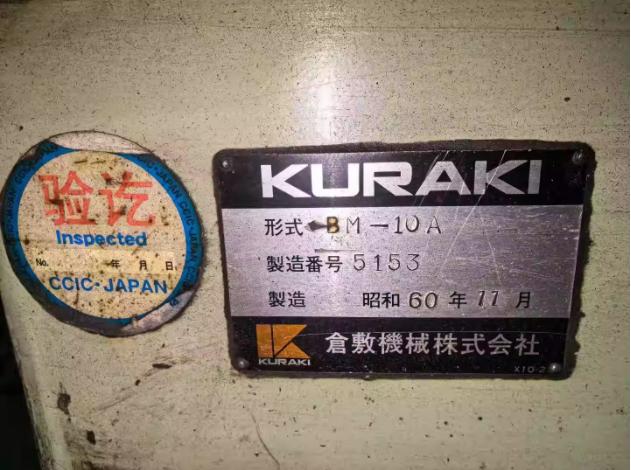 验讫
Inspected
No. 年 月 日
CCIC·JAPAN
KURAKI
形式 BM-10A
製造番号 5153
製造 昭和 60 年 11 月
KURAKI
倉敷機械株式会社
X10-2